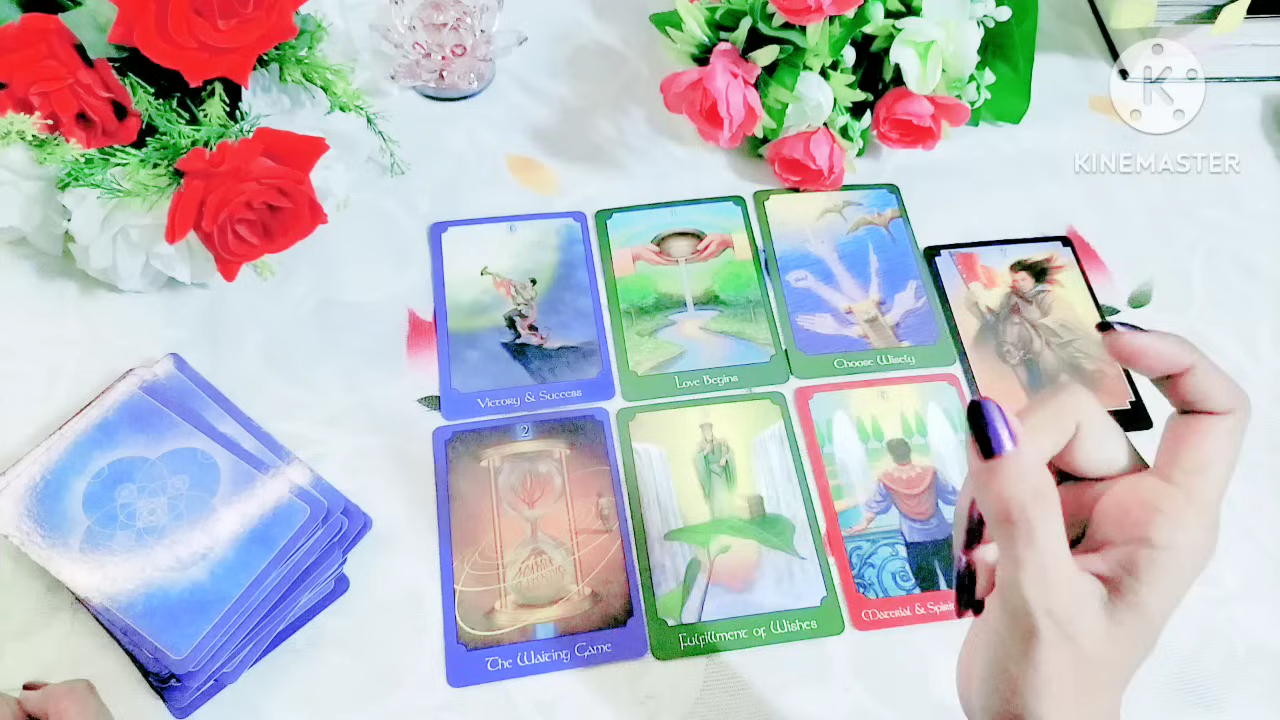 K
KINEMASTER
Victory & Success
Love Begins
Choose Wisely
2
The Waiting Game
Fulfillment of Wishes
Material & Spirit